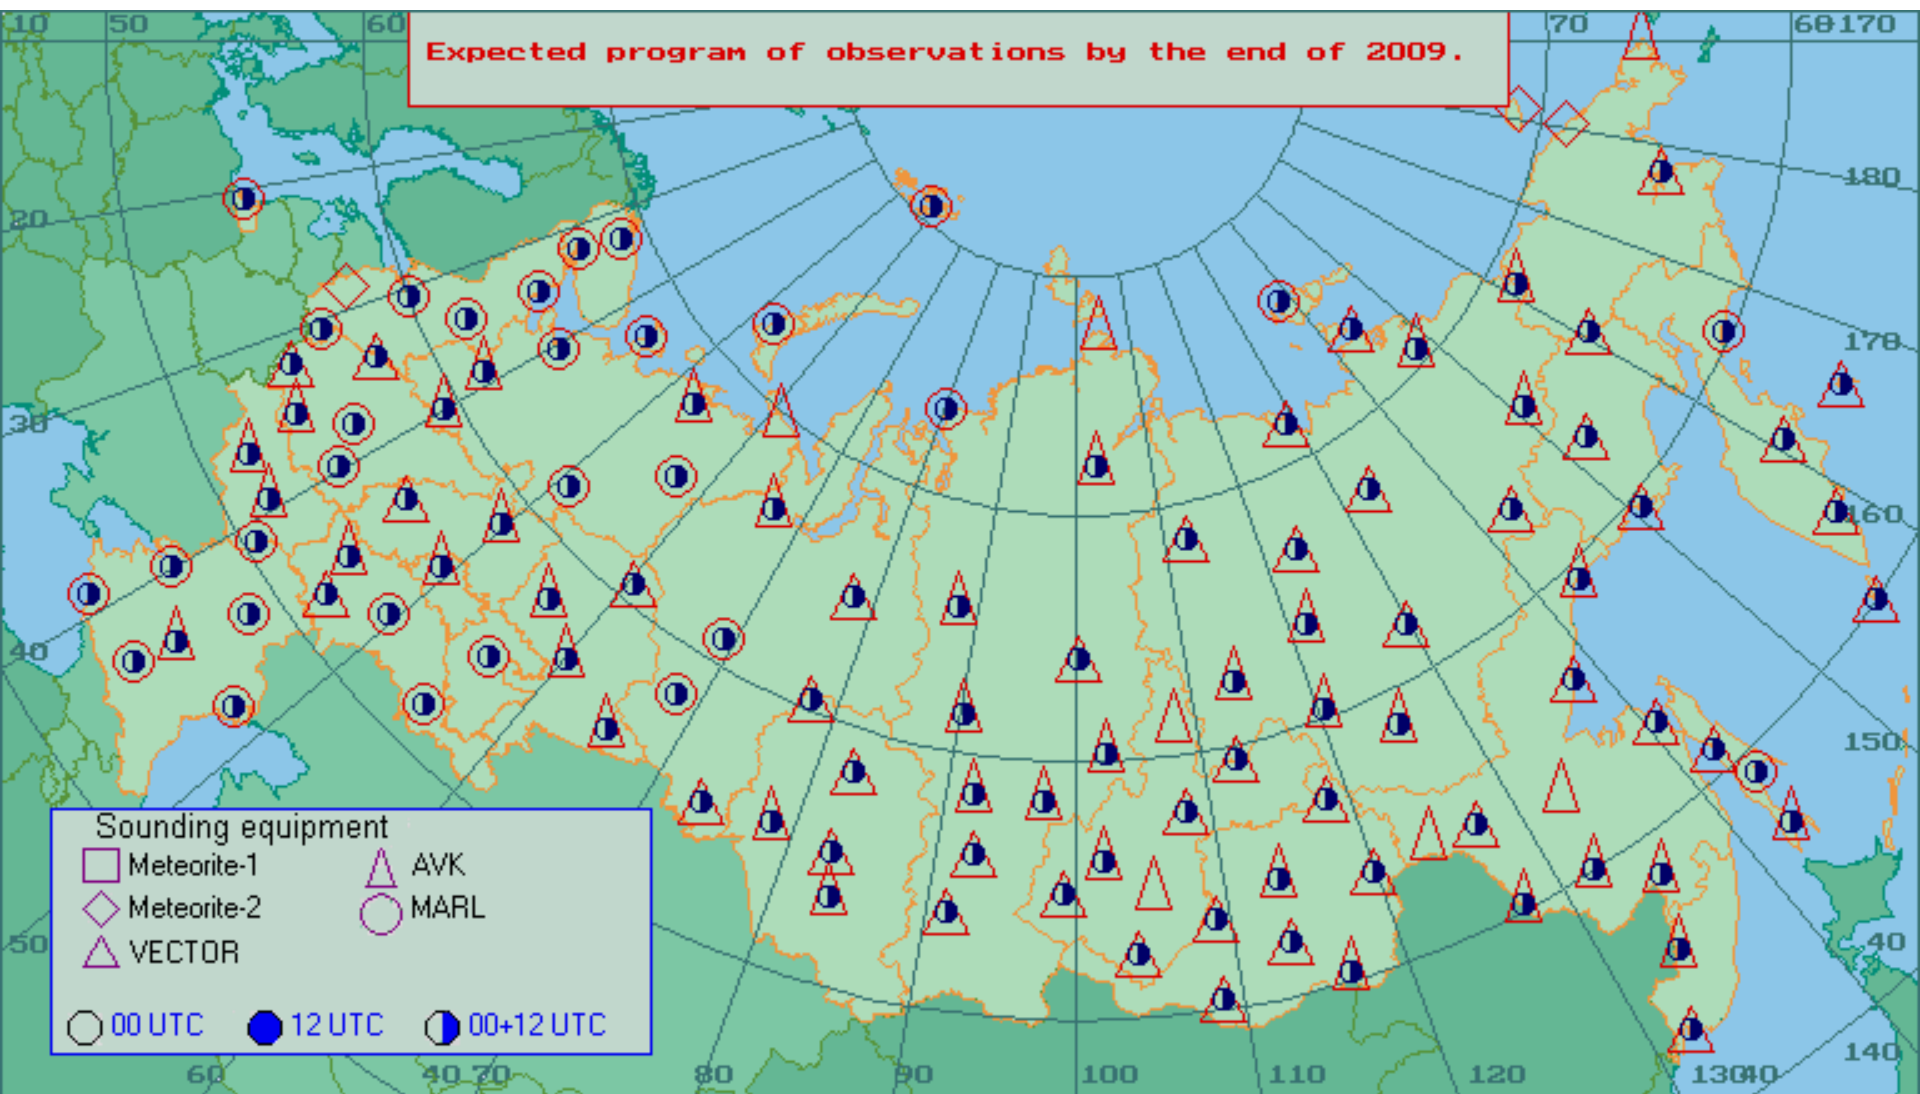 10 50 60 70 68 170
Expected program of observations by the end of 2009.
180
20
170
30
160
40
150
Sounding equipment
Meteorite-1 AVK
Meteorite-2 MARL
VECTOR
50 40
00 UTC 12 UTC 00+12 UTC
140
60 40 70 80 90 100 110 120 130 40